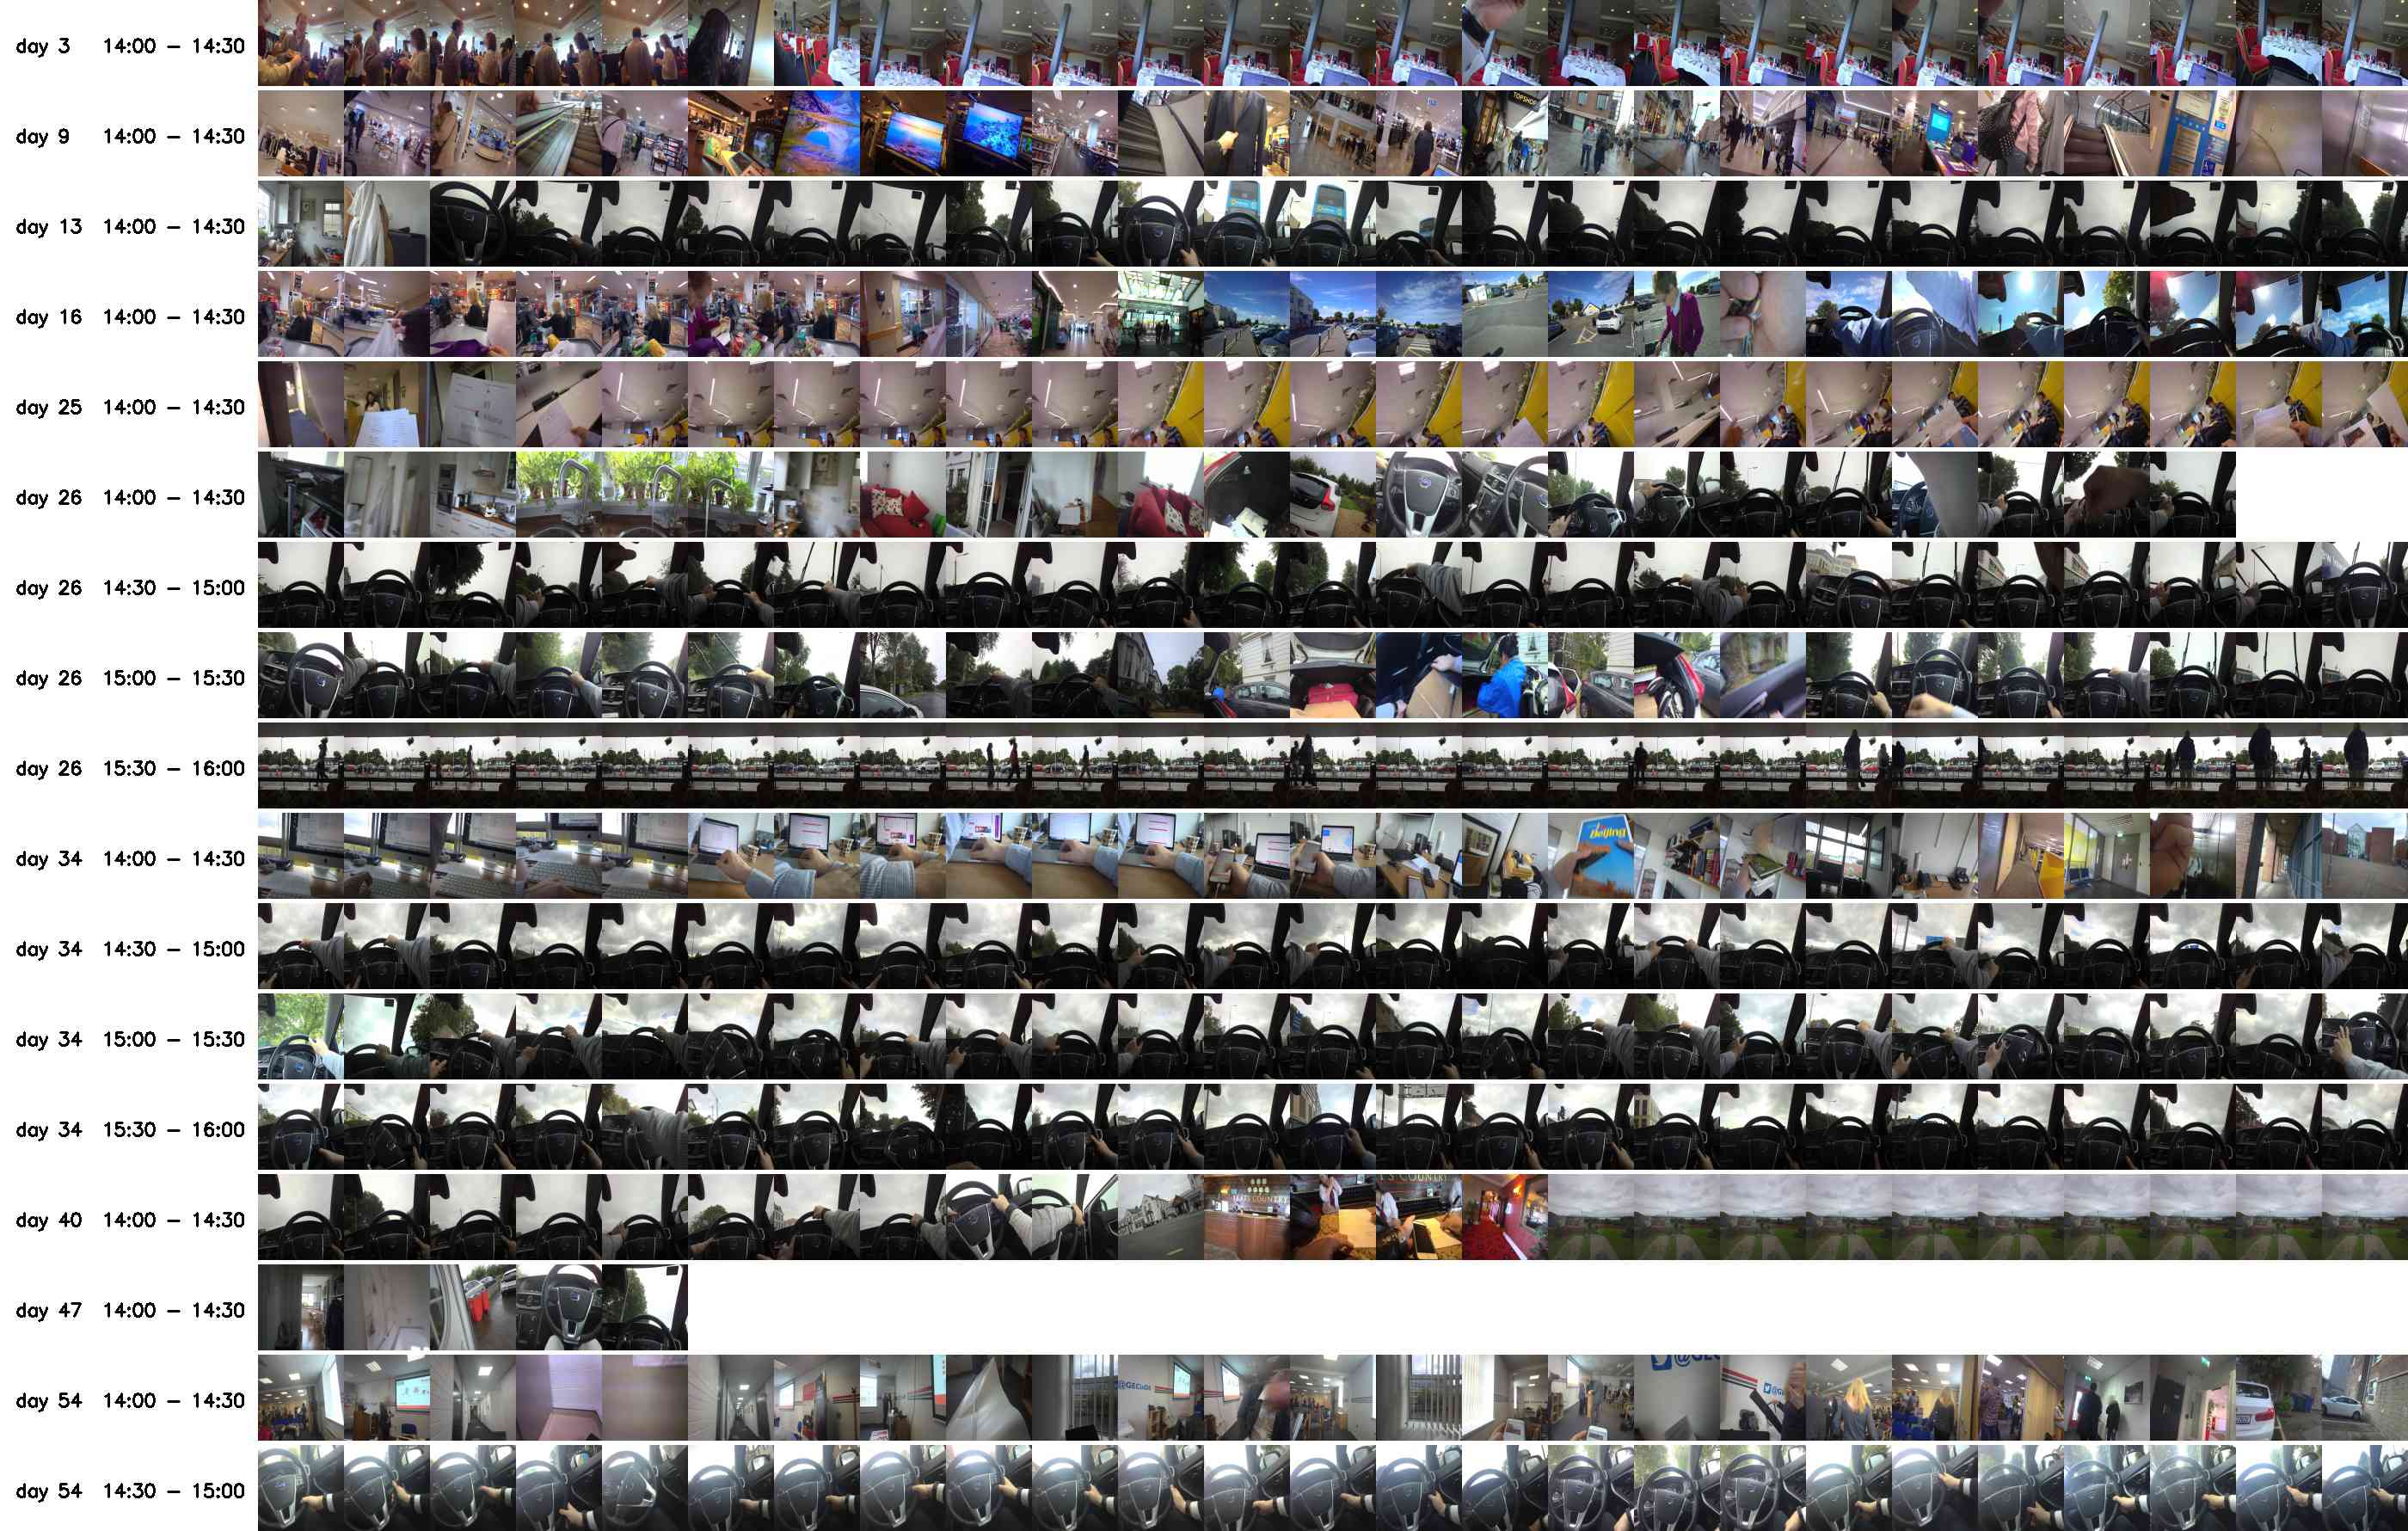 day 3 14:00 – 14:30
day 9 14:00 – 14:30
TOPSHOP
day 13 14:00 – 14:30
day 16 14:00 – 14:30
day 25 14:00 – 14:30
day 26 14:00 – 14:30
day 26 14:30 – 15:00
day 26 15:00 – 15:30
day 26 15:30 – 16:00
day 34 14:00 – 14:30
Beijing
day 34 14:30 – 15:00
day 34 15:00 – 15:30
day 34 15:30 – 16:00
day 40 14:00 – 14:30
COUNTRY
day 47 14:00 – 14:30
day 54 14:00 – 14:30
day 54 14:30 – 15:00